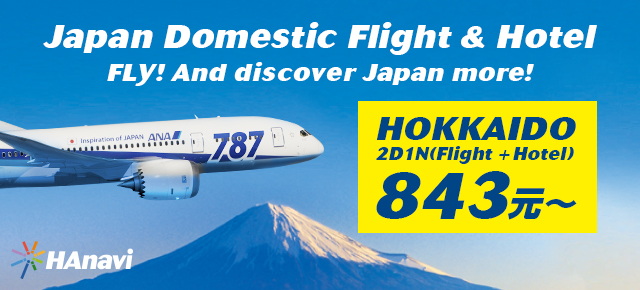 Japan Domestic Flight & Hotel
FLY! And discover Japan more!
HOKKAIDO
2D1N(Flight + Hotel)
843元～
Inspiration of JAPAN ANA
787
HAnavi